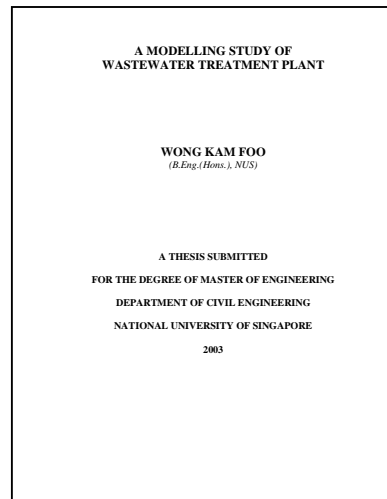 A MODELLING STUDY OF
WASTEWATER TREATMENT PLANT
WONG KAM FOO
(B.Eng.(Hons.), NUS)
A THESIS SUBMITTED
FOR THE DEGREE OF MASTER OF ENGINEERING
DEPARTMENT OF CIVIL ENGINEERING
NATIONAL UNIVERSITY OF SINGAPORE
2003